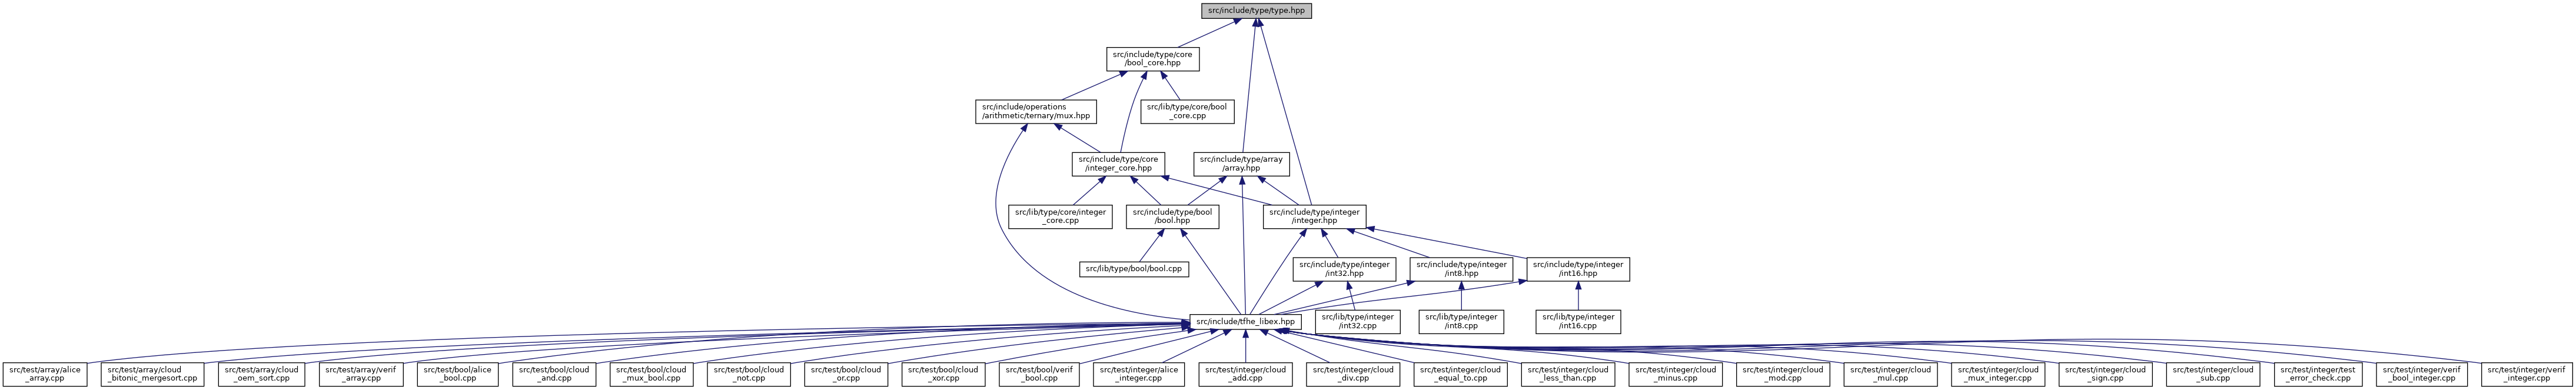 src/include/type/type.hpp
src/include/type/core
/bool_core.hpp
src/include/operations
/arithmetic/ternary/mux.hpp
src/lib/type/core/bool
_core.cpp
src/include/type/core
/integer_core.hpp
src/include/type/array
/array.hpp
src/lib/type/core/integer
_core.cpp
src/include/type/bool
/bool.hpp
src/include/type/integer
/integer.hpp
src/lib/type/bool/bool.cpp
src/include/type/integer
/int32.hpp
src/include/type/integer
/int8.hpp
src/include/type/integer
/int16.hpp
src/include/tfhe_libex.hpp
src/lib/type/integer
/int32.cpp
src/lib/type/integer
/int8.cpp
src/lib/type/integer
/int16.cpp
src/test/array/alice
_array.cpp
src/test/array/cloud
_bitonic_mergesort.cpp
src/test/array/cloud
_oem_sort.cpp
src/test/array/verif
_array.cpp
src/test/bool/alice
_bool.cpp
src/test/bool/cloud
_and.cpp
src/test/bool/cloud
_mux_bool.cpp
src/test/bool/cloud
_not.cpp
src/test/bool/cloud
_or.cpp
src/test/bool/cloud
_xor.cpp
src/test/bool/verif
_bool.cpp
src/test/integer/alice
_integer.cpp
src/test/integer/cloud
_add.cpp
src/test/integer/cloud
_div.cpp
src/test/integer/cloud
_equal_to.cpp
src/test/integer/cloud
_less_than.cpp
src/test/integer/cloud
_minus.cpp
src/test/integer/cloud
_mod.cpp
src/test/integer/cloud
_mul.cpp
src/test/integer/cloud
_mux_integer.cpp
src/test/integer/cloud
_sign.cpp
src/test/integer/cloud
_sub.cpp
src/test/integer/test
_error_check.cpp
src/test/integer/verif
_bool_integer.cpp
src/test/integer/verif
_integer.cpp